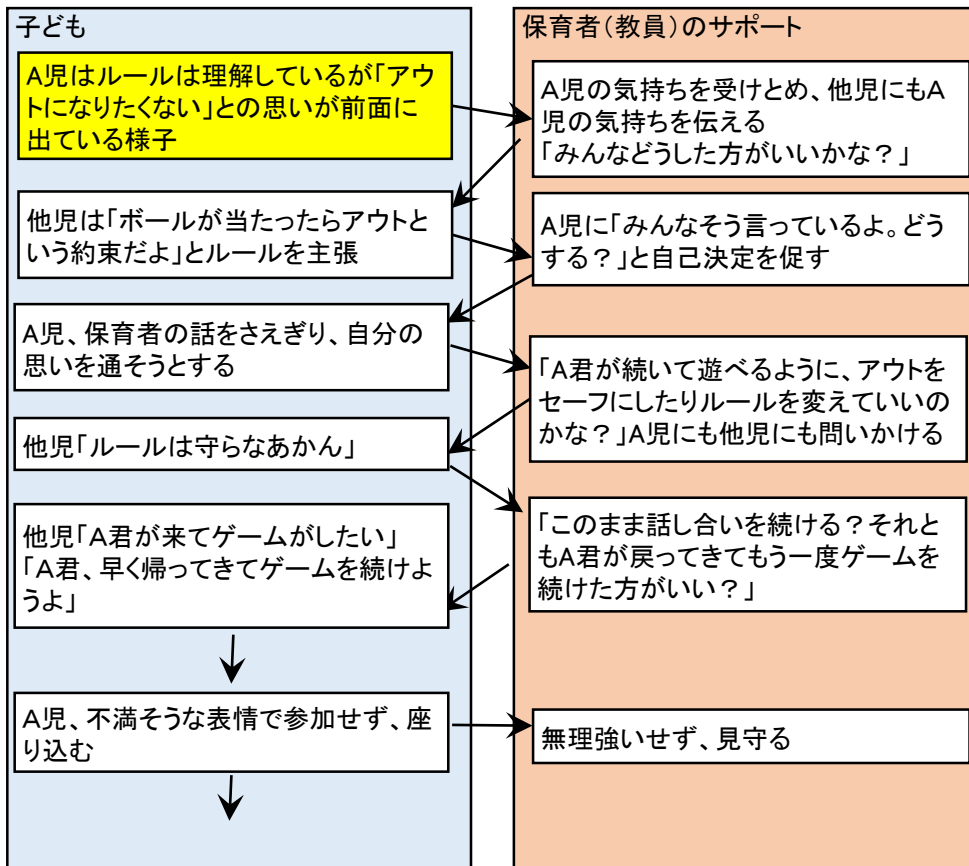 子ども
保育者(教員)のサポート
A児はルールは理解しているが「アウ
トになりたくない」との思いが前面に
出ている様子
A児の気持ちを受けとめ、他児にもA
児の気持ちを伝える
「みんなどうした方がいいかな?」
他児は「ボールが当たったらアウトと
いう約束だよ」とルールを主張
A児に「みんなそう言っているよ。どう
する?」と自己決定を促す
A児、保育者の話をさえぎり、自分の
思いを通そうとする
「A君が続いて遊べるように、アウトを
セーフにしたりルールを変えていいの
かな?」A児にも他児にも問いかける
他児「ルールは守らなあかん」
「このまま話し合いを続ける?それと
もA君が戻ってきてもう一度ゲームを
続けた方がいい?」
他児「A君が来てゲームがしたい」
「A君、早く帰ってきてゲームを続けよ
うよ」
A児、不満そうな表情で参加せず、座
り込む
無理強いせず、見守る